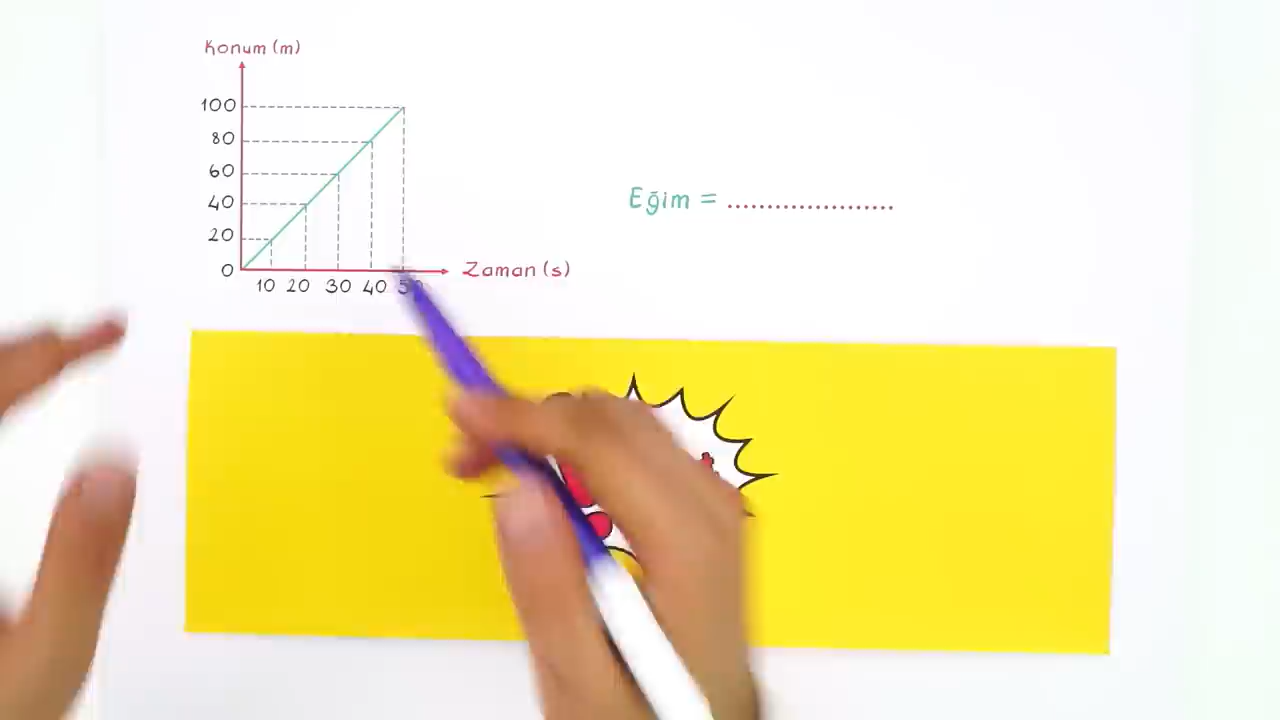 Konum (m)
100
80
60
40
20
0
10 20 30 40
Zaman (s)
Eğim = .....................